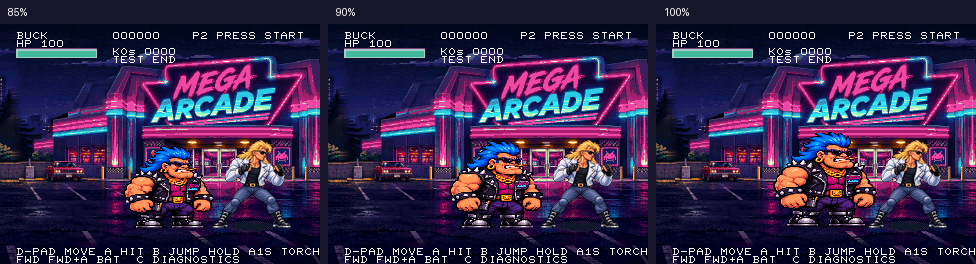 85%
BUCK 000000 P2 PRESS START
HP 100
KOs 0000
TEST END
MEGA
ARCADE
D-PAD MOVE A HIT B JUMP HOLD A1S TORCH
FWD FWD+A BAT C DIAGNOSTICS
90%
BUCK 000000 P2 PRESS START
HP 100
KOs 0000
TEST END
MEGA
ARCADE
D-PAD MOVE A HIT B JUMP HOLD A1S TORCH
FWD FWD+A BAT C DIAGNOSTICS
100%
BUCK 000000 P2 PRESS START
HP 100
KOs 0000
TEST END
MEGA
ARCADE
D-PAD MOVE A HIT B JUMP HOLD A1S TORCH
FWD FWD+A BAT C DIAGNOSTICS